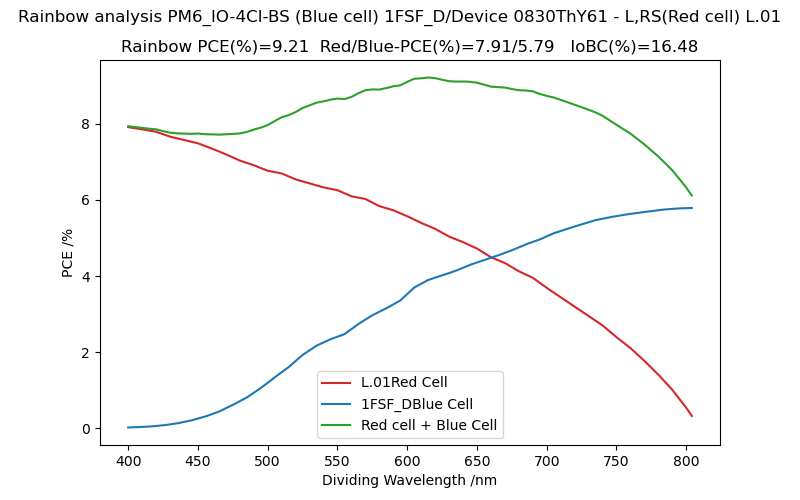 Rainbow analysis PM6_IO-4Cl-BS (Blue cell) 1FSF_D/Device 0830ThY61 - L,RS(Red cell) L.01
Rainbow PCE(%)=9.21  Red/Blue-PCE(%)=7.91/5.79   IoBC(%)=16.48
8
6
4
2
0
PCE /%
L.01Red Cell
1FSF_DBlue Cell
Red cell + Blue Cell
400 450 500 550 600 650 700 750 800
Dividing Wavelength /nm